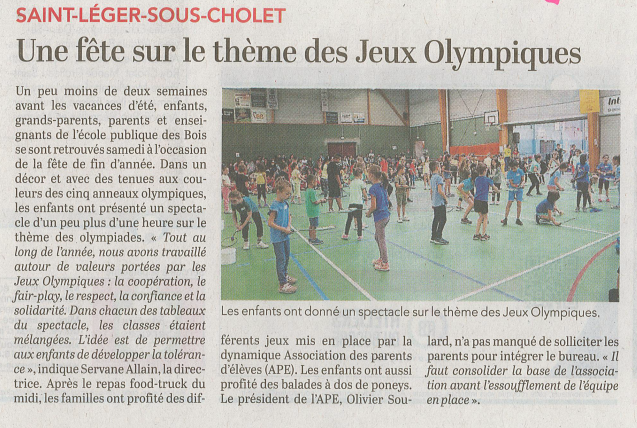 SAINT-LÉGER-SOUS-CHOLET
Une fête sur le thème des Jeux Olympiques
Un peu moins de deux semaines
avant les vacances d'été, enfants,
grands-parents, parents et ensei-
gnants de l'école publique des Bois
se sont retrouvés samedi à l'occasion
de la fête de fin d'année. Dans un
décor et avec des tenues aux cou-
leurs des cinq anneaux olympiques,
les enfants ont présenté un specta-
cle d'un peu plus d'une heure sur le
thème des olympiades. « Tout au
long de l'année, nous avons travaillé
autour de valeurs portées par les
Jeux Olympiques : la coopération, le
fair-play, le respect, la confiance et la
solidarité. Dans chacun des tableaux
du spectacle, les classes étaient
mélangées. L'idée est de permettre
aux enfants de développer la toléran-
ce », indique Servane Allain, la direc-
trice. Après le repas food-truck du
midi, les familles ont profité des dif-
Les enfants ont donné un spectacle sur le thème des Jeux Olympiques.
férents jeux mis en place par la
dynamique Association des parents
d'élèves (APE). Les enfants ont aussi
profité des balades à dos de poneys.
Le président de l'APE, Olivier Sou-
lard, n'a pas manqué de solliciter les
parents pour intégrer le bureau. « Il
faut consolider la base de l'associa-
tion avant l'essoufflement de l'équipe
en place ».